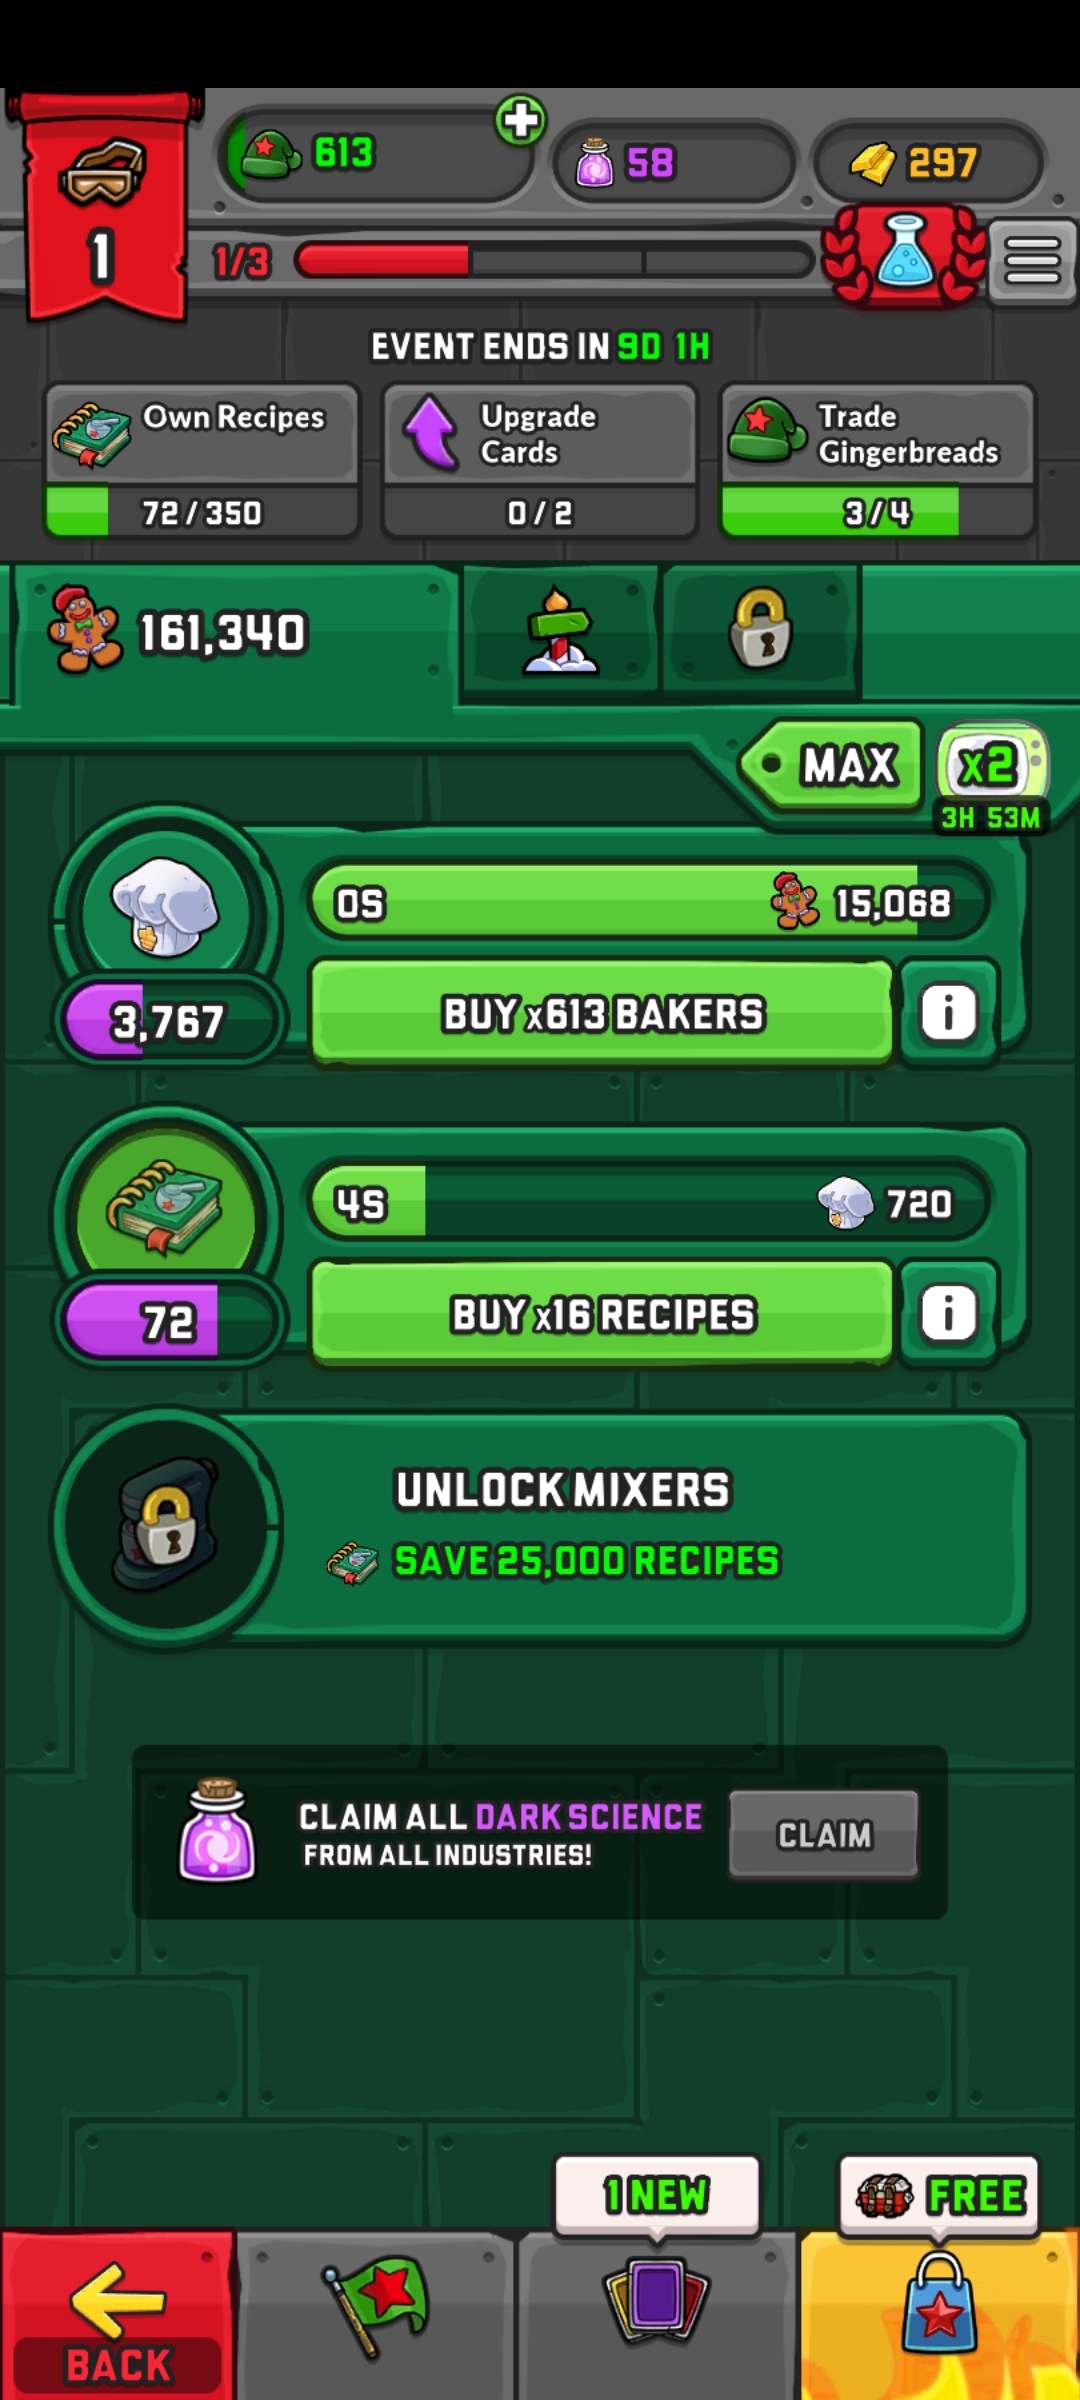 613
58
297
1
1/3
EVENT ENDS IN 9D 1H
Own Recipes
72/350
Upgrade
Cards
0/2
Trade
Gingerbreads
3/4
161,340
MAX
x2
3H 53M
0S
15,068
3,767
BUY x613 BAKERS
i
4S
720
72
BUY x16 RECIPES
i
UNLOCK MIXERS
SAVE 25,000 RECIPES
CLAIM ALL DARK SCIENCE
FROM ALL INDUSTRIES!
CLAIM
1 NEW
FREE
BACK